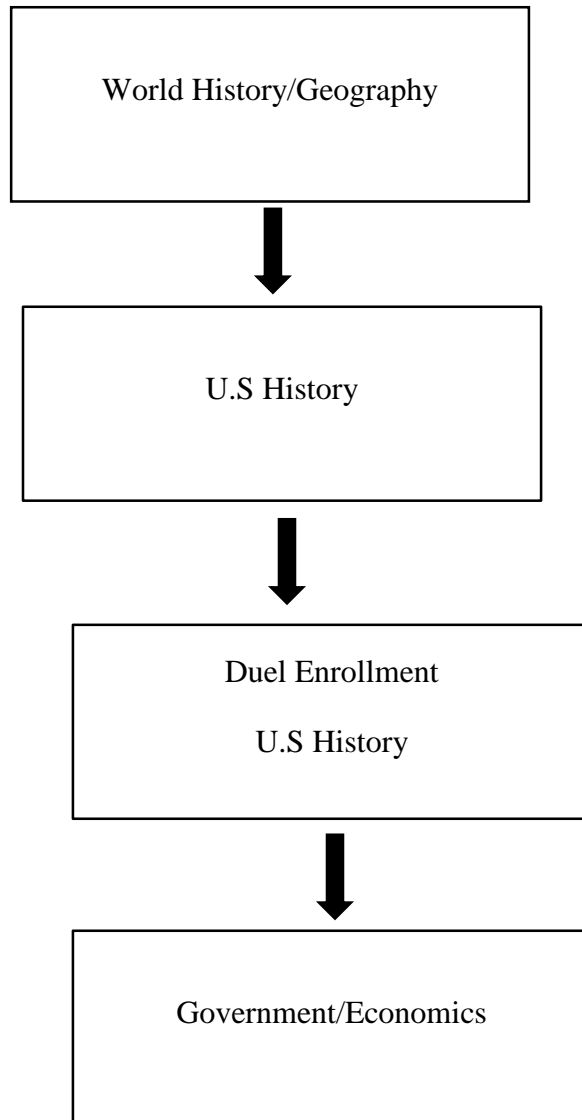 World History/Geography
U.S History
Duel Enrollment
U.S History
Government/Economics